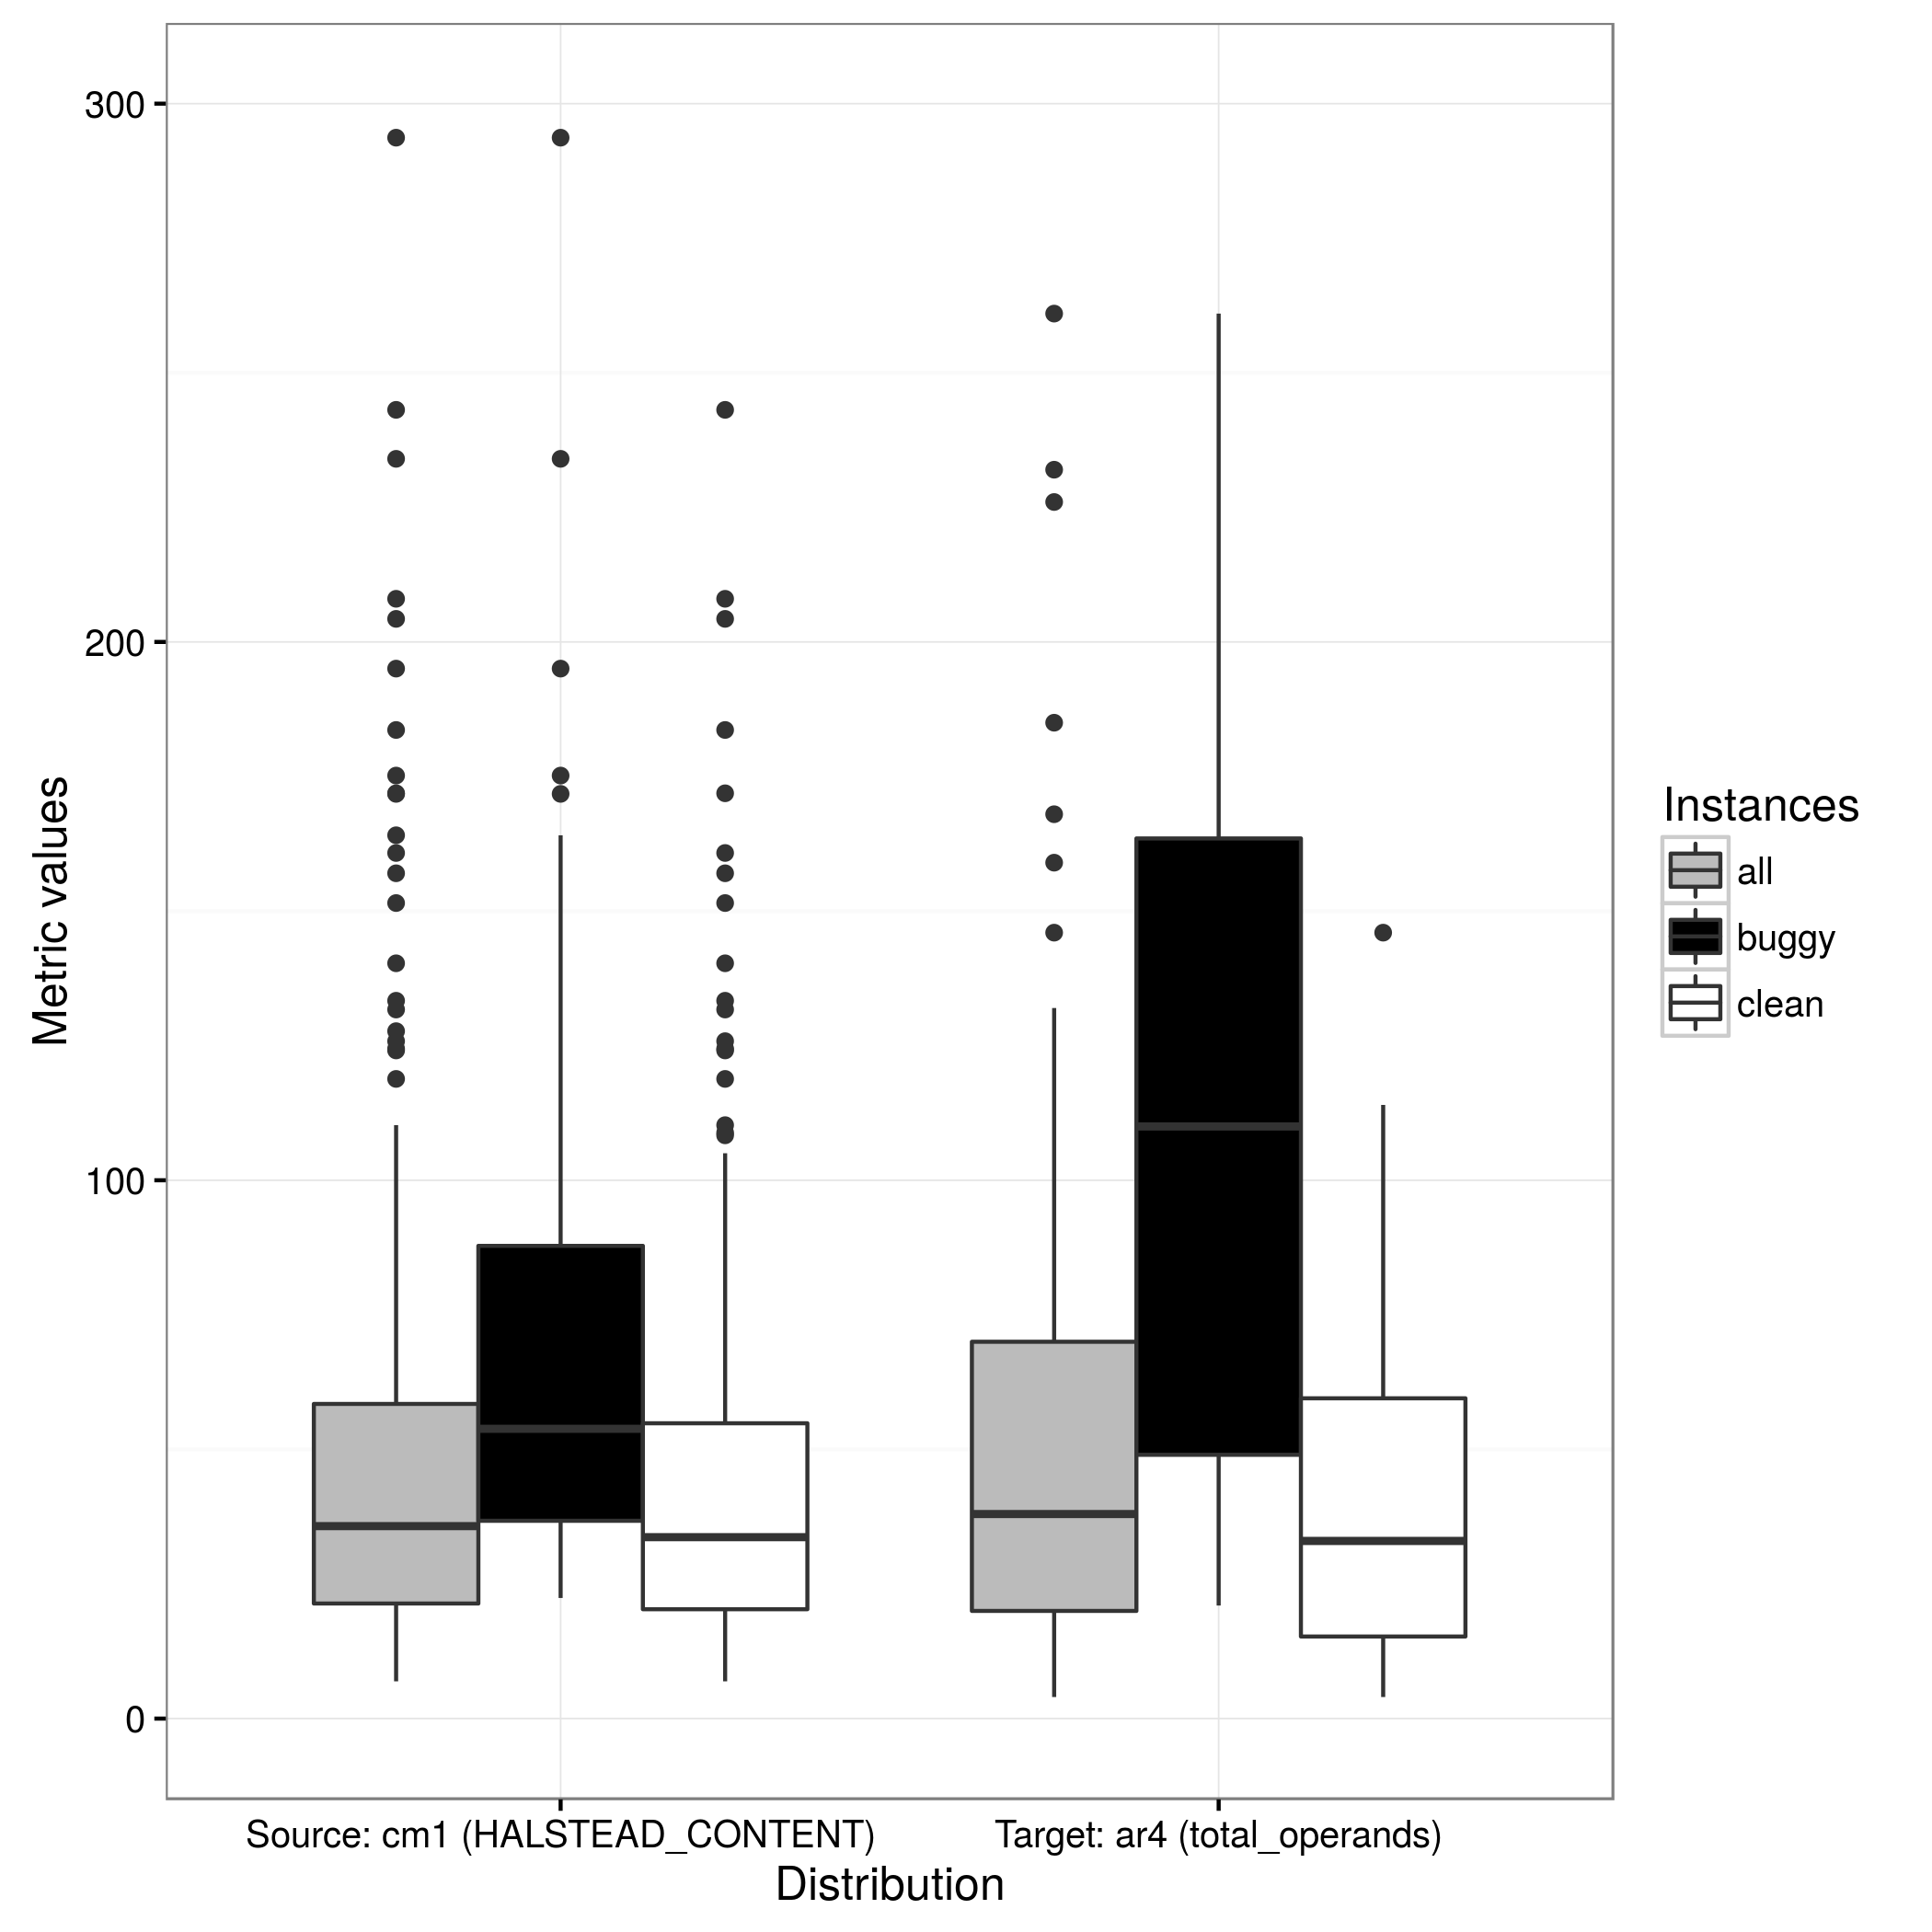 300
200
100
0
Metric values
Source: cm1 (HALSTEAD_CONTENT)
Target: ar4 (total_operands)
Distribution
Instances
all
buggy
clean